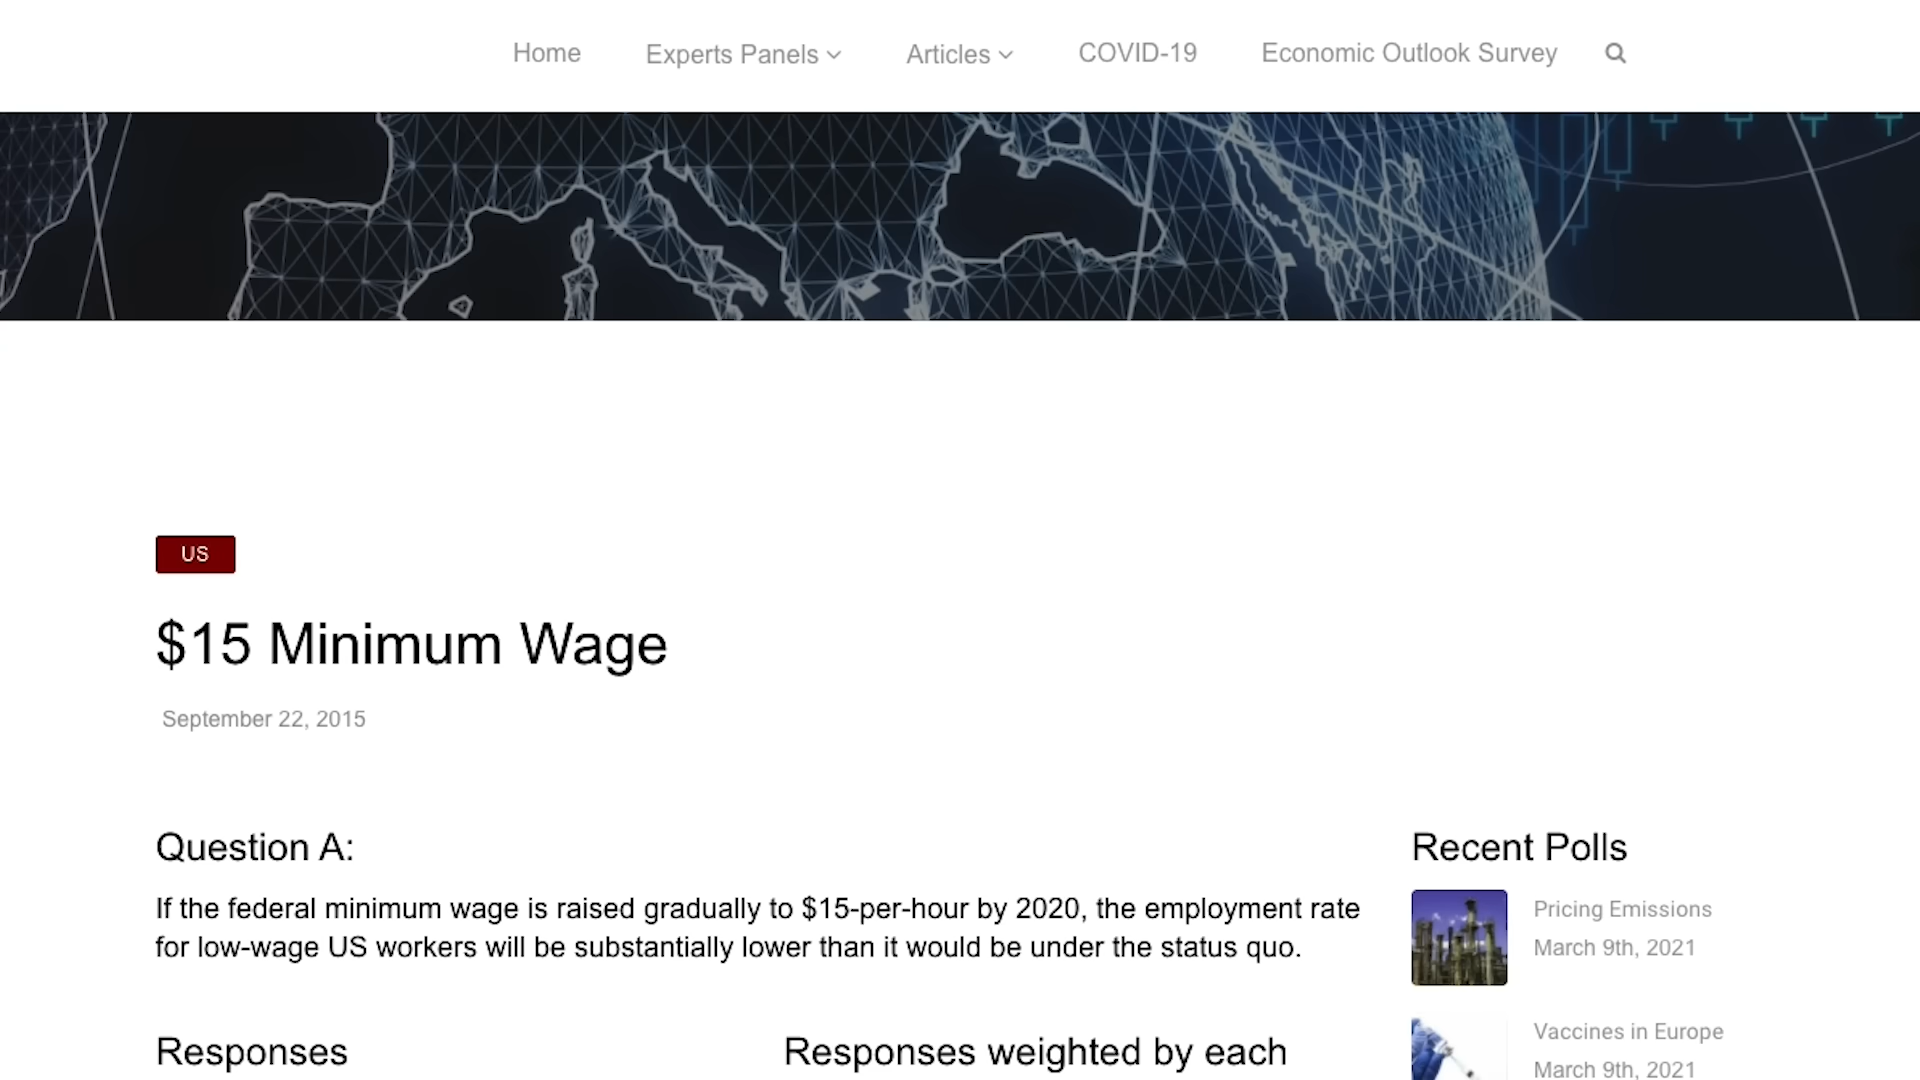 Home Experts Panels Articles COVID-19 Economic Outlook Survey
US
$15 Minimum Wage
September 22, 2015
Question A:
If the federal minimum wage is raised gradually to $15-per-hour by 2020, the employment rate
for low-wage US workers will be substantially lower than it would be under the status quo.
Responses
Responses weighted by each
Recent Polls
Pricing Emissions
March 9th, 2021
Vaccines in Europe
March 9th, 2021